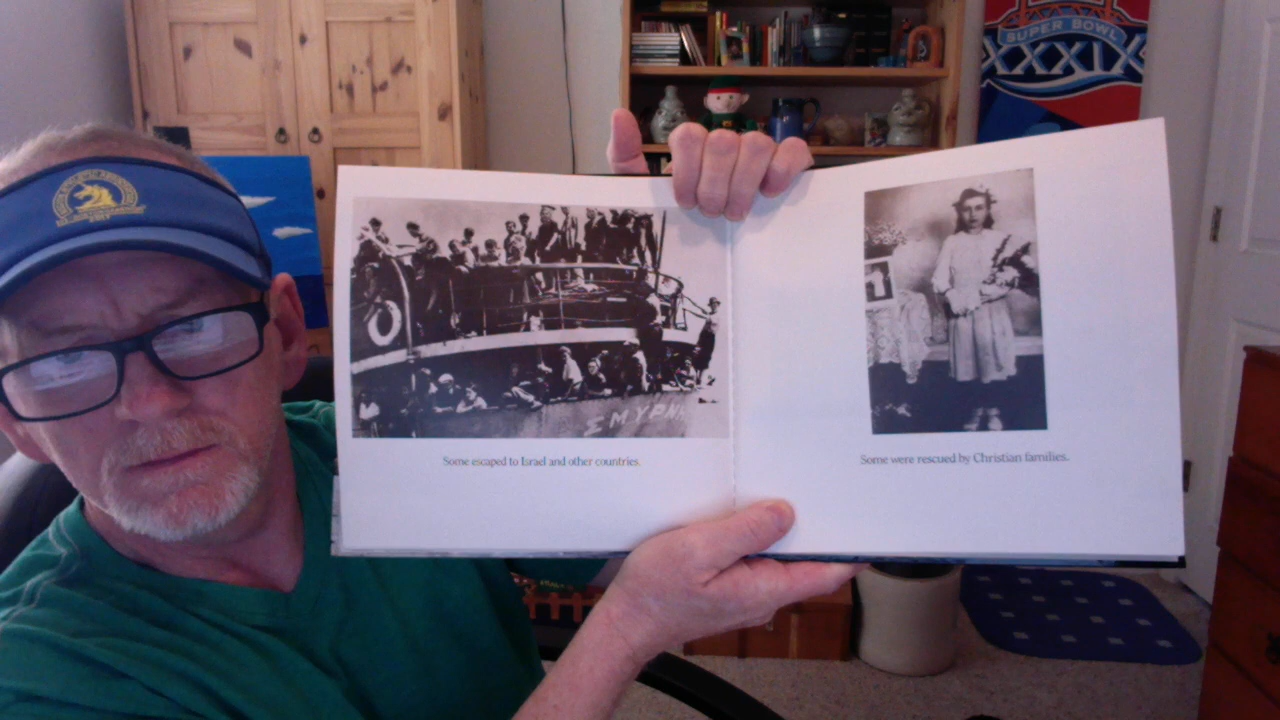 SUPER BOWL
XXXIX
ΣΜΥΡΝΗ
Some escaped to Israel and other countries.
Some were rescued by Christian families.